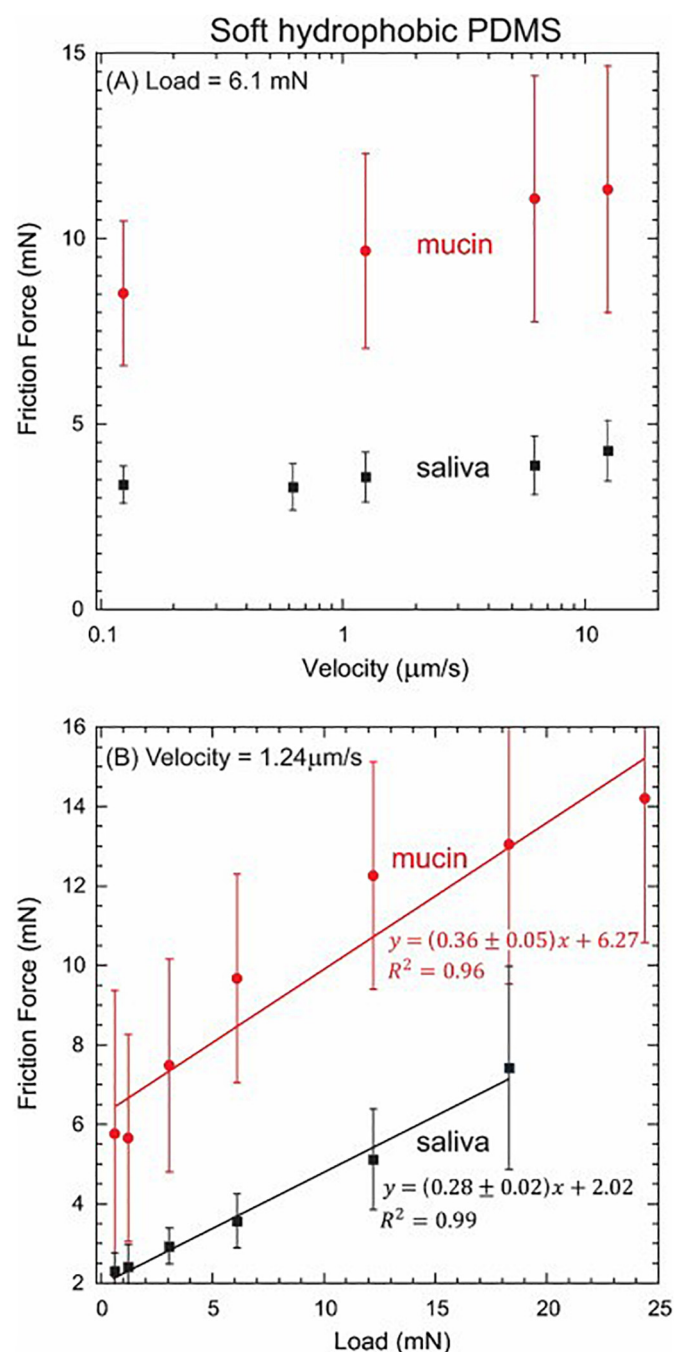 Soft hydrophobic PDMS
15
(A) Load = 6.1 mN
10
mucin
5
saliva
0
0.1 1 10
Friction Force (mN)
Velocity (μm/s)
16
(B) Velocity = 1.24μm/s
14
mucin
12
y = (0.36 ± 0.05)x + 6.27
R² = 0.96
10
8
6
saliva
y = (0.28 ± 0.02)x + 2.02
R² = 0.99
4
2
0 5 10 15 20 25
Friction Force (mN)
Load (mN)